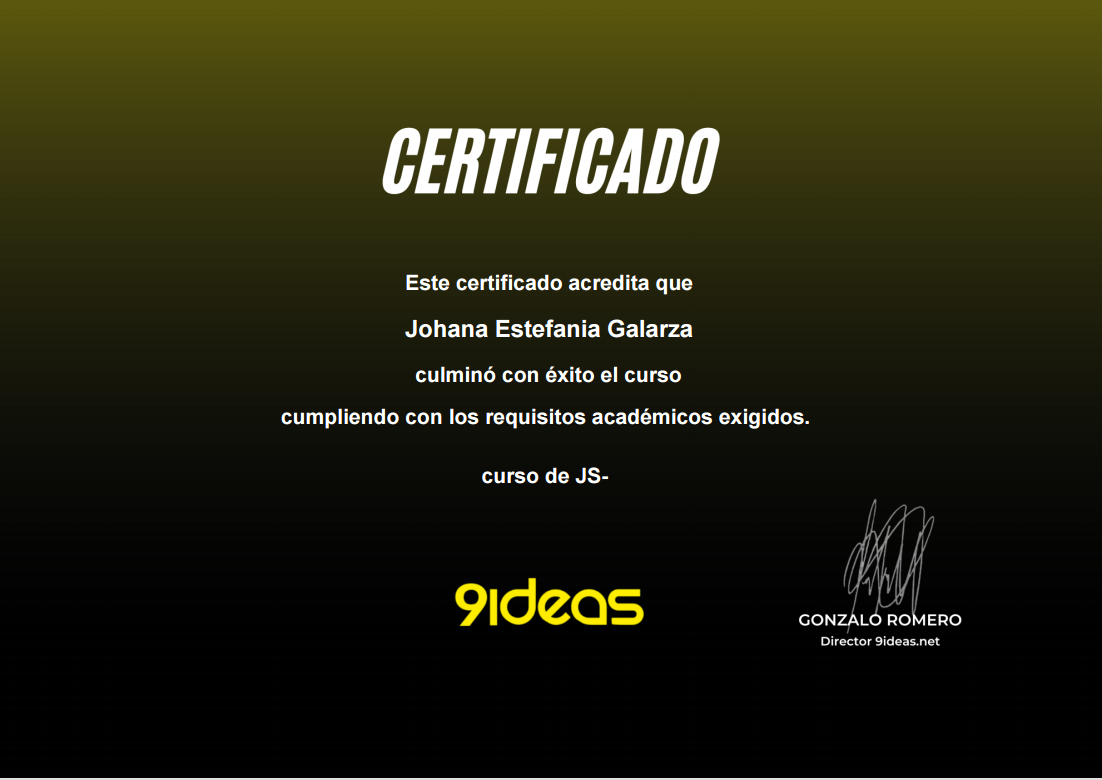 CERTIFICADO
Este certificado acredita que
Johana Estefania Galarza
culminó con éxito el curso
cumpliendo con los requisitos académicos exigidos.
curso de JS-
9ideas
GONZALO ROMERO
Director 9ideas.net